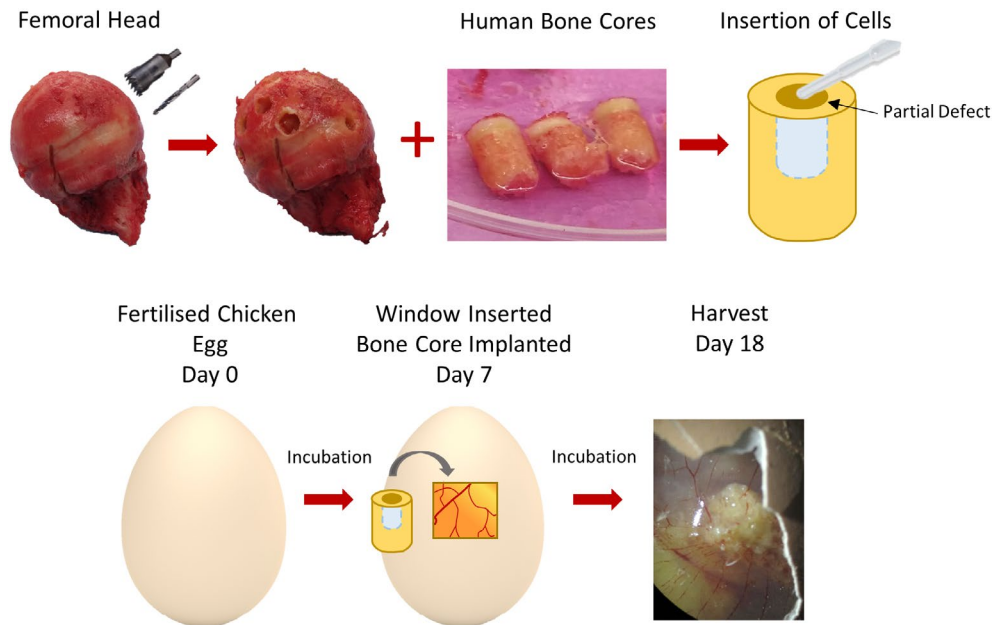 Femoral Head
Human Bone Cores
Insertion of Cells
Partial Defect
Fertilised Chicken
Egg
Day 0
Window Inserted
Bone Core Implanted
Day 7
Harvest
Day 18
Incubation
Incubation